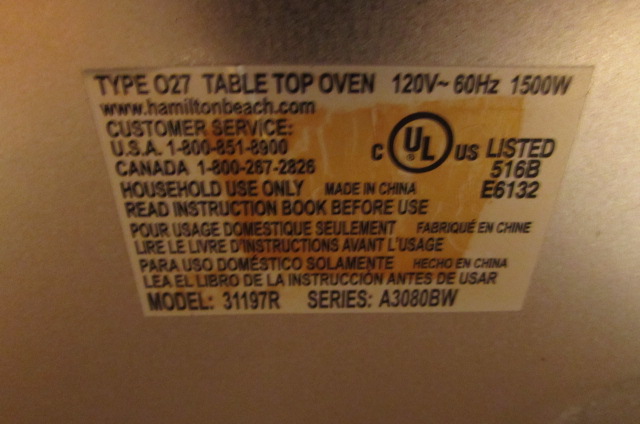 TYPE O27 TABLE TOP OVEN 120V~ 60Hz 1500W
www.hamiltonbeach.com
CUSTOMER SERVICE:
U.S.A. 1-800-851-8900
CANADA 1-800-267-2826
C UL US LISTED
516B
E6132
HOUSEHOLD USE ONLY MADE IN CHINA
READ INSTRUCTION BOOK BEFORE USE
POUR USAGE DOMESTIQUE SEULEMENT FABRIQUÉ EN CHINE
LIRE LE LIVRE D'INSTRUCTIONS AVANT L'USAGE
PARA USO DOMÉSTICO SOLAMENTE HECHO EN CHINA
LEA EL LIBRO DE LA INSTRUCCIÓN ANTES DE USAR
MODEL: 31197R SERIES: A3080BW